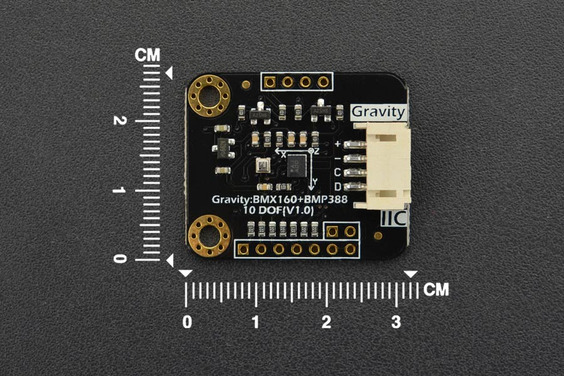 CM
Gravity
2
+
-
C
D
X
Z
Y
1
Gravity:BMX160+BMP388
10 DOF(V1.0)
IIC
0
CM
0 1 2 3